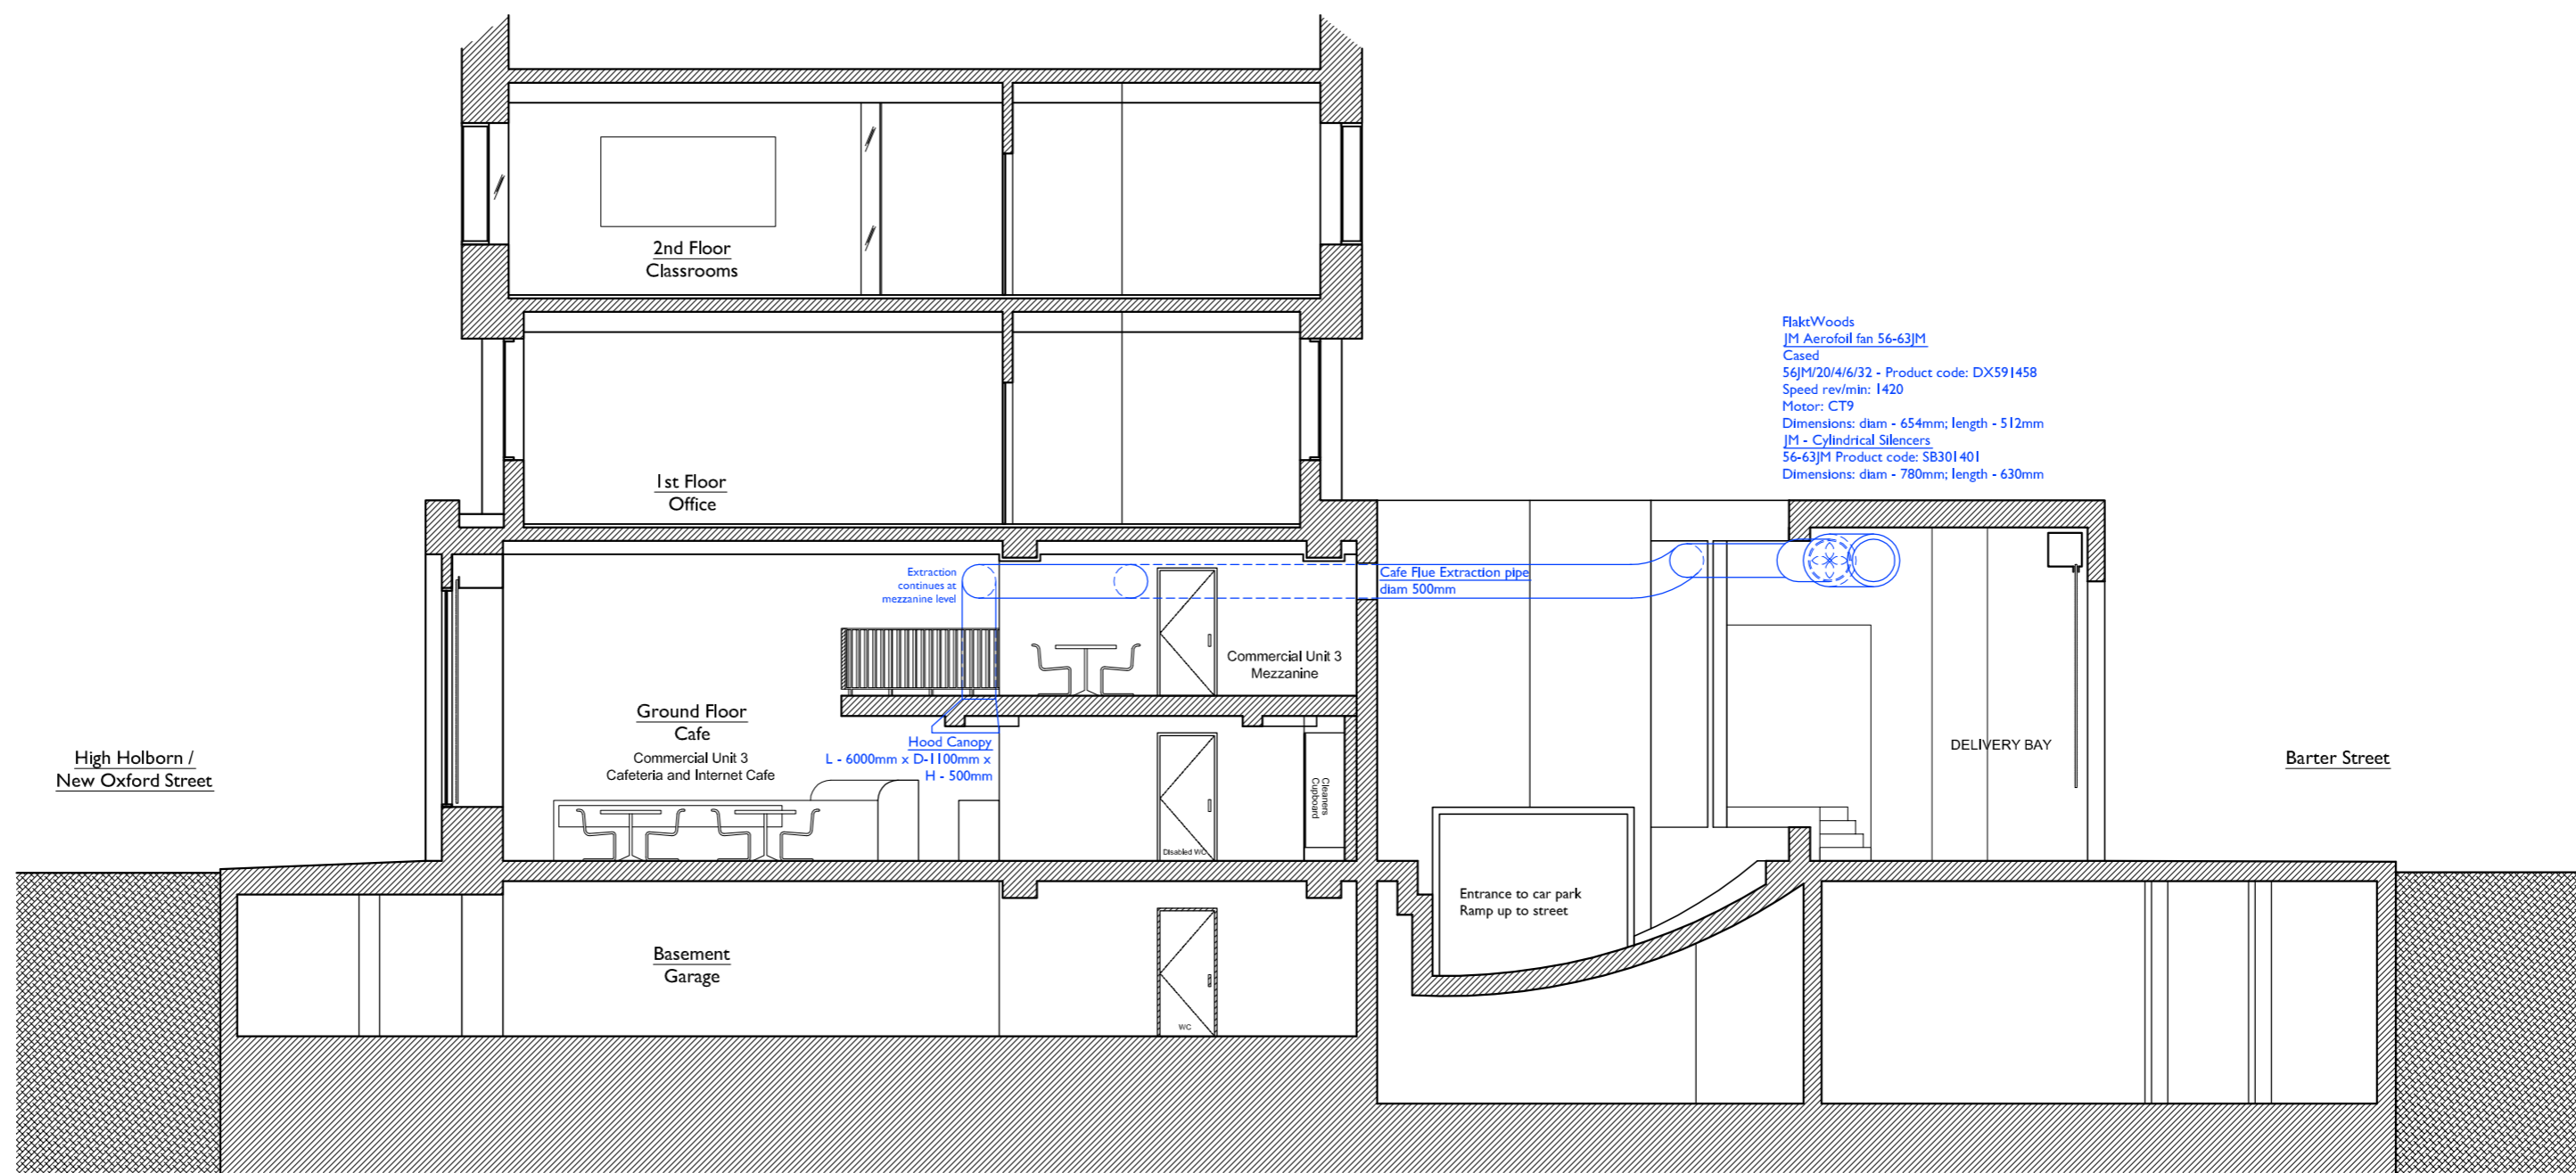 2nd Floor
Classrooms
FlaktWoods
JM Aerofoil fan 56-63JM
Cased
56JM/20/4/6/32 - Product code: DX591458
Speed rev/min: 1420
Motor: CT9
Dimensions: diam - 654mm; length - 512mm
JM - Cylindrical Silencers
56-63JM Product code: SB301401
Dimensions: diam - 780mm; length - 630mm
1st Floor
Office
Extraction
continues at
mezzanine level
Cafe Flue Extraction pipe
diam 500mm
Commercial Unit 3
Mezzanine
Ground Floor
Cafe
Commercial Unit 3
Cafeteria and Internet Cafe
Hood Canopy
L - 6000mm x D-1100mm x
H - 500mm
Cleaners
Cupboard
Disabled WC
DELIVERY BAY
High Holborn /
New Oxford Street
Barter Street
Entrance to car park
Ramp up to street
Basement
Garage
WC